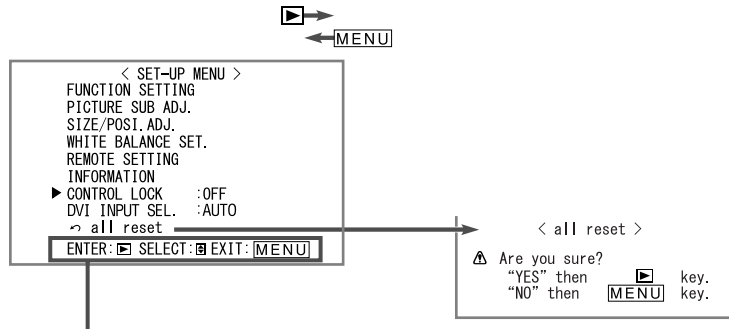 MENU
< SET-UP MENU >
FUNCTION SETTING
PICTURE SUB ADJ.
SIZE/POSI.ADJ.
WHITE BALANCE SET.
REMOTE SETTING
INFORMATION
CONTROL LOCK :OFF
DVI INPUT SEL. :AUTO
all reset
ENTER: SELECT: EXIT: MENU
< all reset >
Are you sure?
“YES” then key.
“NO” then MENU key.